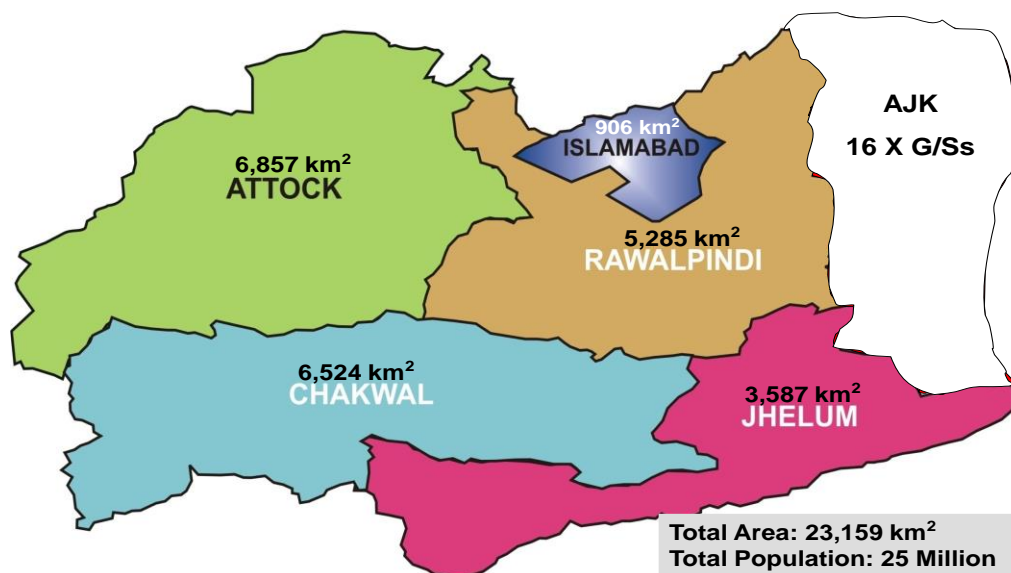 AJK
16 X G/Ss
906 km²
ISLAMABAD
6,857 km²
ATTOCK
5,285 km²
RAWALPINDI
6,524 km²
CHAKWAL
3,587 km²
JHELUM
Total Area: 23,159 km²
Total Population: 25 Million